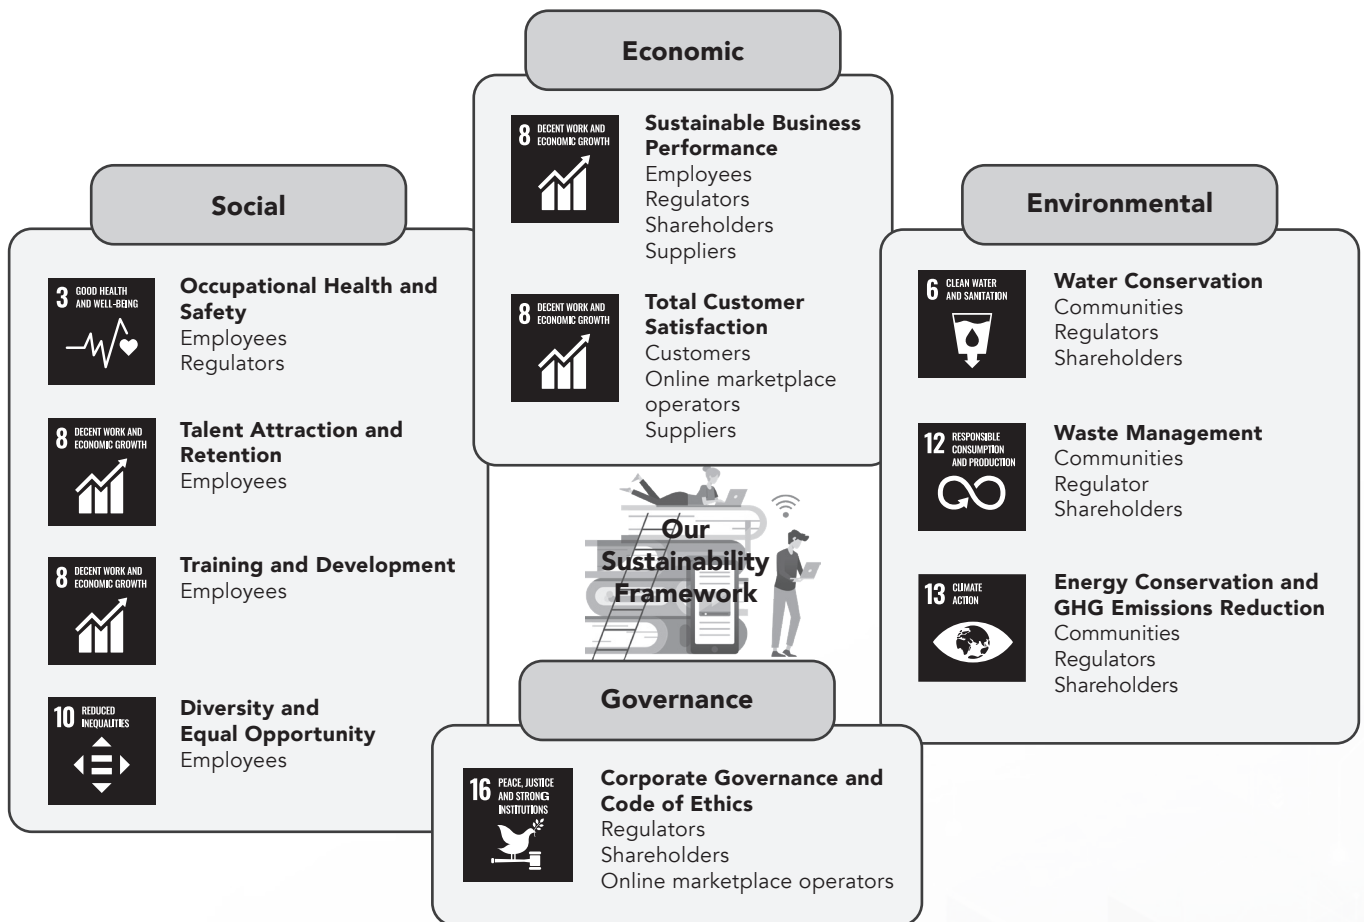 Economic
8 DECENT WORK AND
ECONOMIC GROWTH
Sustainable Business
Performance
Employees
Regulators
Shareholders
Suppliers
8 DECENT WORK AND
ECONOMIC GROWTH
Total Customer
Satisfaction
Customers
Online marketplace
operators
Suppliers
Social
3 GOOD HEALTH
AND WELL-BEING
Occupational Health and
Safety
Employees
Regulators
8 DECENT WORK AND
ECONOMIC GROWTH
Talent Attraction and
Retention
Employees
8 DECENT WORK AND
ECONOMIC GROWTH
Training and Development
Employees
10 REDUCED
INEQUALITIES
Diversity and
Equal Opportunity
Employees
Our
Sustainability
Framework
Environmental
6 CLEAN WATER
AND SANITATION
Water Conservation
Communities
Regulators
Shareholders
12 RESPONSIBLE
CONSUMPTION
AND PRODUCTION
Waste Management
Communities
Regulator
Shareholders
13 CLIMATE
ACTION
Energy Conservation and
GHG Emissions Reduction
Communities
Regulators
Shareholders
Governance
16 PEACE, JUSTICE
AND STRONG
INSTITUTIONS
Corporate Governance and
Code of Ethics
Regulators
Shareholders
Online marketplace operators